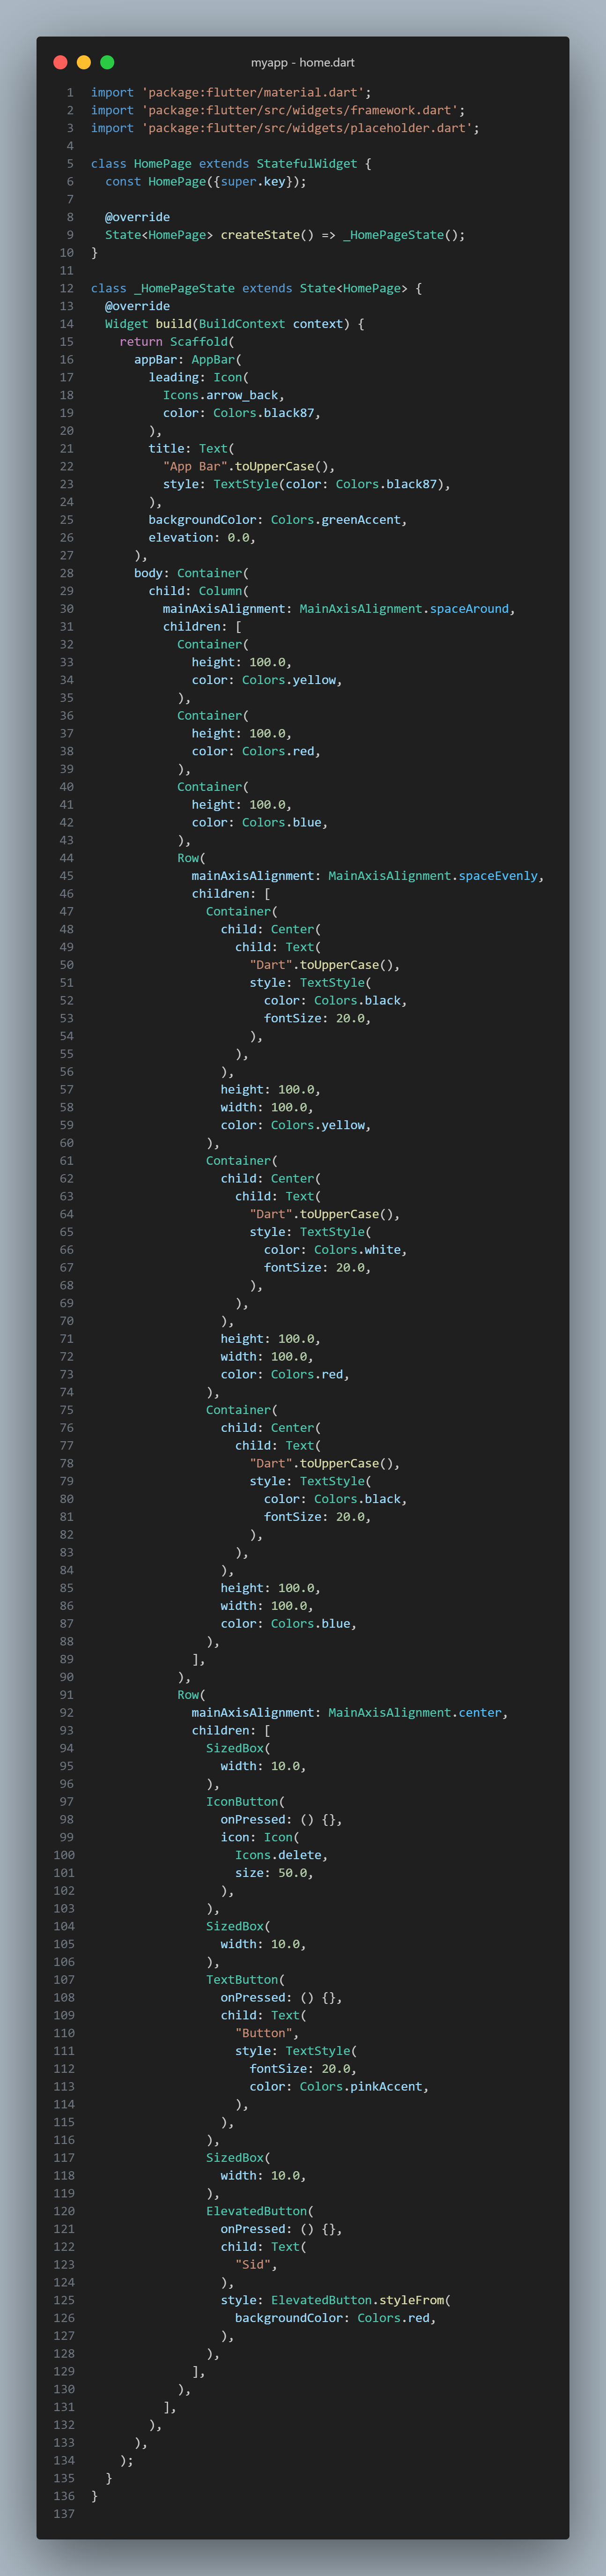 myapp - home.dart
1 import 'package:flutter/material.dart';
2 import 'package:flutter/src/widgets/framework.dart';
3 import 'package:flutter/src/widgets/placeholder.dart';
4
5 class HomePage extends StatefulWidget {
6   const HomePage({super.key});
7
8   @override
9   State<HomePage> createState() => _HomePageState();
10 }
11
12 class _HomePageState extends State<HomePage> {
13   @override
14   Widget build(BuildContext context) {
15     return Scaffold(
16       appBar: AppBar(
17         leading: Icon(
18           Icons.arrow_back,
19           color: Colors.black87,
20         ),
21         title: Text(
22           "App Bar".toUpperCase(),
23           style: TextStyle(color: Colors.black87),
24         ),
25         backgroundColor: Colors.greenAccent,
26         elevation: 0.0,
27       ),
28       body: Container(
29         child: Column(
30           mainAxisAlignment: MainAxisAlignment.spaceAround,
31           children: [
32             Container(
33               height: 100.0,
34               color: Colors.yellow,
35             ),
36             Container(
37               height: 100.0,
38               color: Colors.red,
39             ),
40             Container(
41               height: 100.0,
42               color: Colors.blue,
43             ),
44             Row(
45               mainAxisAlignment: MainAxisAlignment.spaceEvenly,
46               children: [
47                 Container(
48                   child: Center(
49                     child: Text(
50                       "Dart".toUpperCase(),
51                       style: TextStyle(
52                         color: Colors.black,
53                         fontSize: 20.0,
54                       ),
55                     ),
56                   ),
57                   height: 100.0,
58                   width: 100.0,
59                   color: Colors.yellow,
60                 ),
61                 Container(
62                   child: Center(
63                     child: Text(
64                       "Dart".toUpperCase(),
65                       style: TextStyle(
66                         color: Colors.white,
67                         fontSize: 20.0,
68                       ),
69                     ),
70                   ),
71                   height: 100.0,
72                   width: 100.0,
73                   color: Colors.red,
74                 ),
75                 Container(
76                   child: Center(
77                     child: Text(
78                       "Dart".toUpperCase(),
79                       style: TextStyle(
80                         color: Colors.black,
81                         fontSize: 20.0,
82                       ),
83                     ),
84                   ),
85                   height: 100.0,
86                   width: 100.0,
87                   color: Colors.blue,
88                 ),
89               ],
90             ),
91             Row(
92               mainAxisAlignment: MainAxisAlignment.center,
93               children: [
94                 SizedBox(
95                   width: 10.0,
96                 ),
97                 IconButton(
98                   onPressed: () {},
99                   icon: Icon(
100                     Icons.delete,
101                     size: 50.0,
102                   ),
103                 ),
104                 SizedBox(
105                   width: 10.0,
106                 ),
107                 TextButton(
108                   onPressed: () {},
109                   child: Text(
110                     "Button",
111                     style: TextStyle(
112                       fontSize: 20.0,
113                       color: Colors.pinkAccent,
114                     ),
115                   ),
116                 ),
117                 SizedBox(
118                   width: 10.0,
119                 ),
120                 ElevatedButton(
121                   onPressed: () {},
122                   child: Text(
123                     "Sid",
124                   ),
125                   style: ElevatedButton.styleFrom(
126                     backgroundColor: Colors.red,
127                   ),
128                 ),
129               ],
130             ),
131           ],
132         ),
133       ),
134     );
135   }
136 }
137